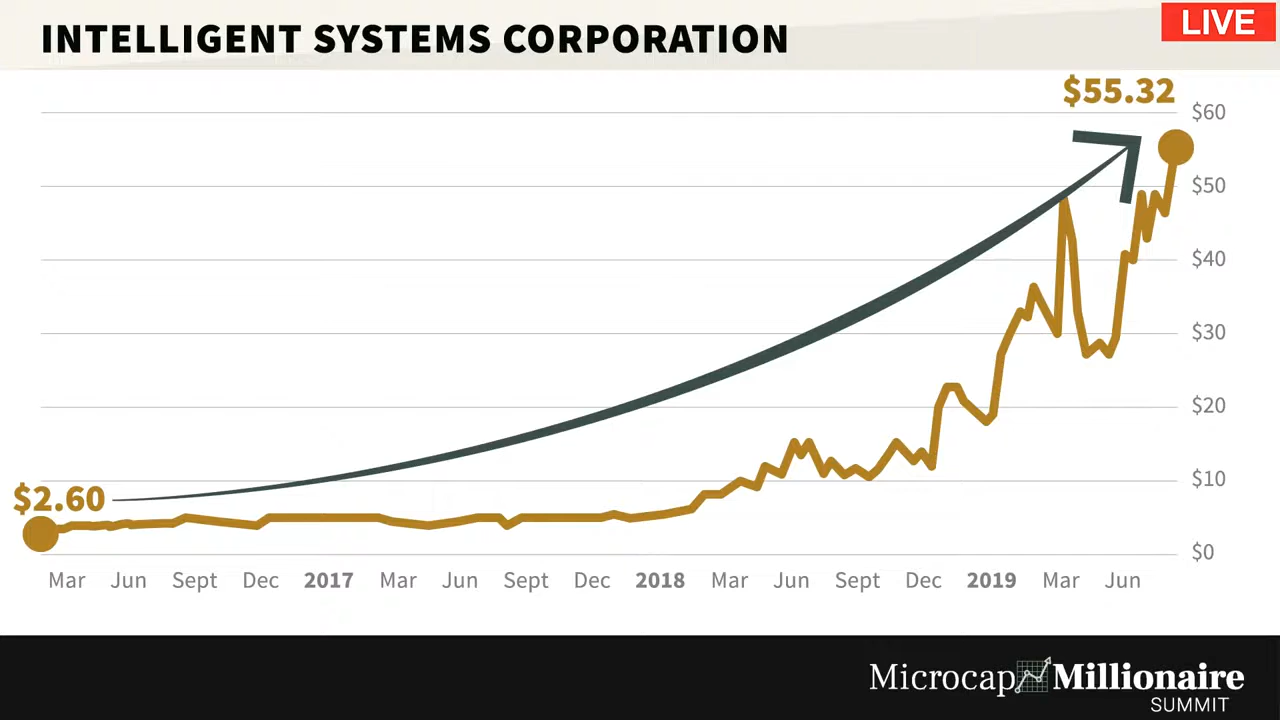 INTELLIGENT SYSTEMS CORPORATION
LIVE
$55.32
$60
$50
$40
$30
$20
$10
$0
$2.60
Mar Jun Sept Dec 2017 Mar Jun Sept Dec 2018 Mar Jun Sept Dec 2019 Mar Jun
Microcap Millionaire
SUMMIT